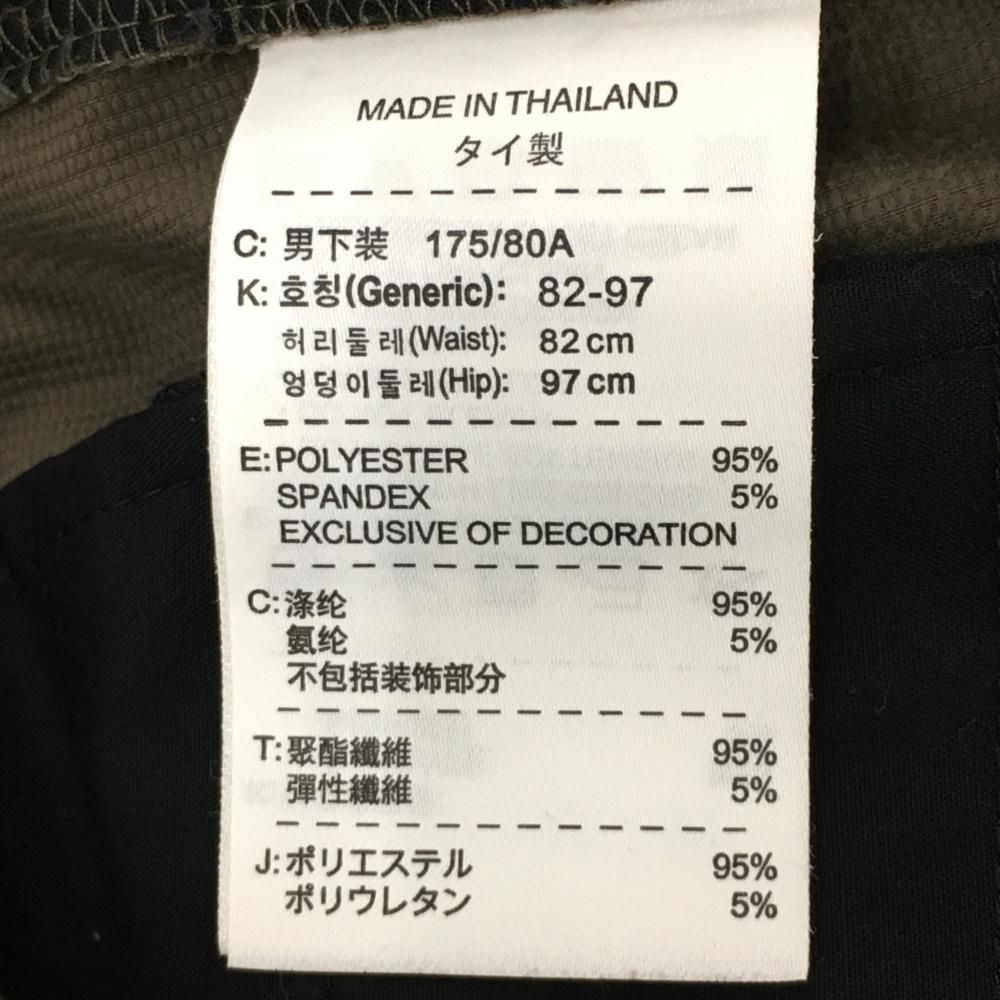 MADE IN THAILAND
タイ製
C: 男下装 175/80A
K: 호칭(Generic): 82-97
허리둘레(Waist): 82 cm
엉덩이둘레(Hip): 97 cm
E: POLYESTER 95%
SPANDEX 5%
EXCLUSIVE OF DECORATION
C: 涤纶 95%
氨纶 5%
不包括装饰部分
T: 聚酯纖維 95%
彈性纖維 5%
J: ポリエステル 95%
ポリウレタン 5%